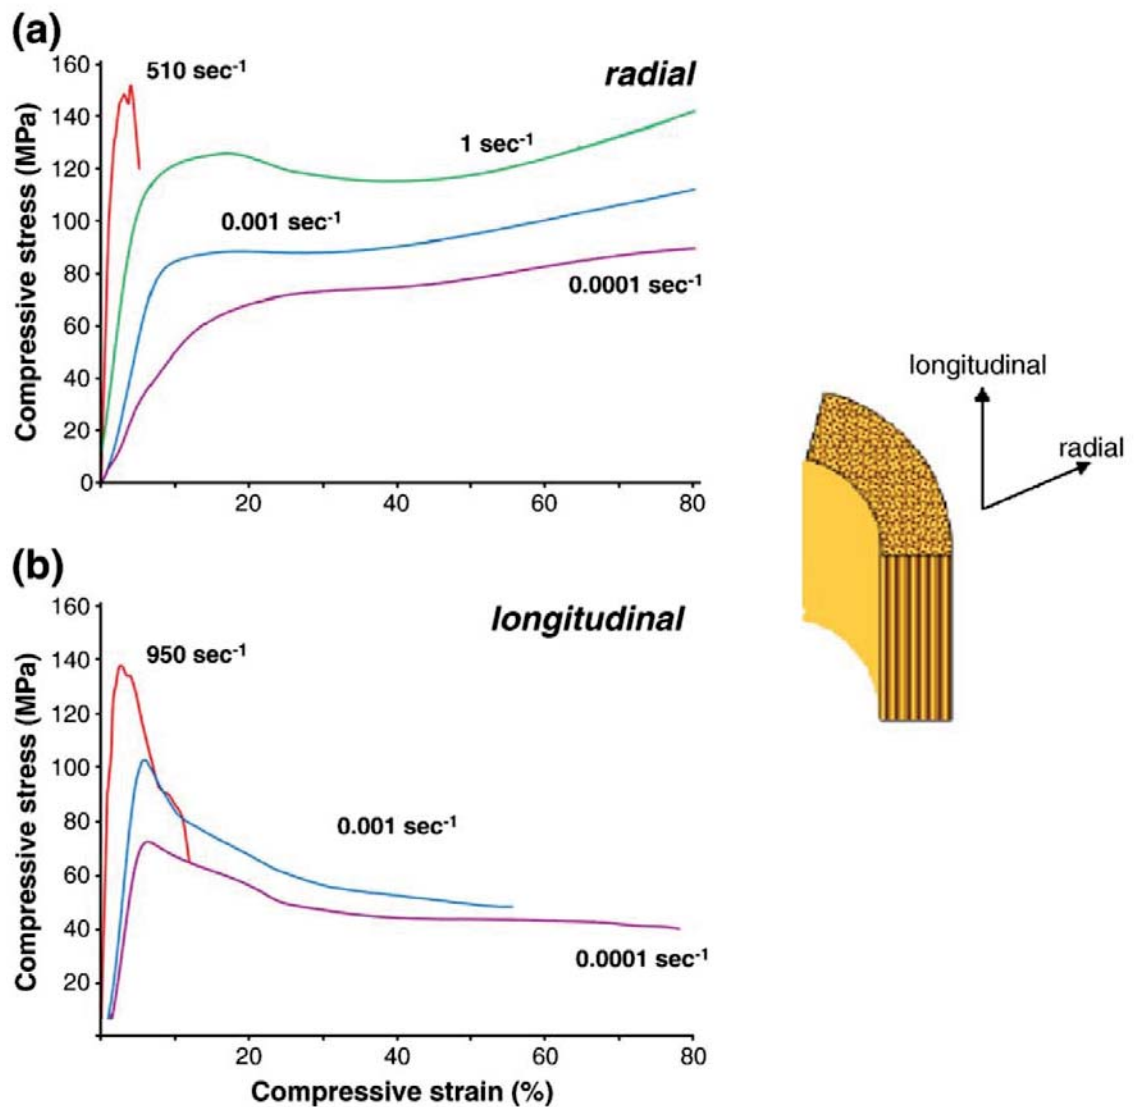 (a)
160
140
120
100
80
60
40
20
0
Compressive stress (MPa)
510 sec-1
radial
1 sec-1
0.001 sec-1
0.0001 sec-1
20 40 60 80
longitudinal
radial
(b)
160
140
120
100
80
60
40
20
Compressive stress (MPa)
longitudinal
950 sec-1
0.001 sec-1
0.0001 sec-1
20 40 60 80
Compressive strain (%)